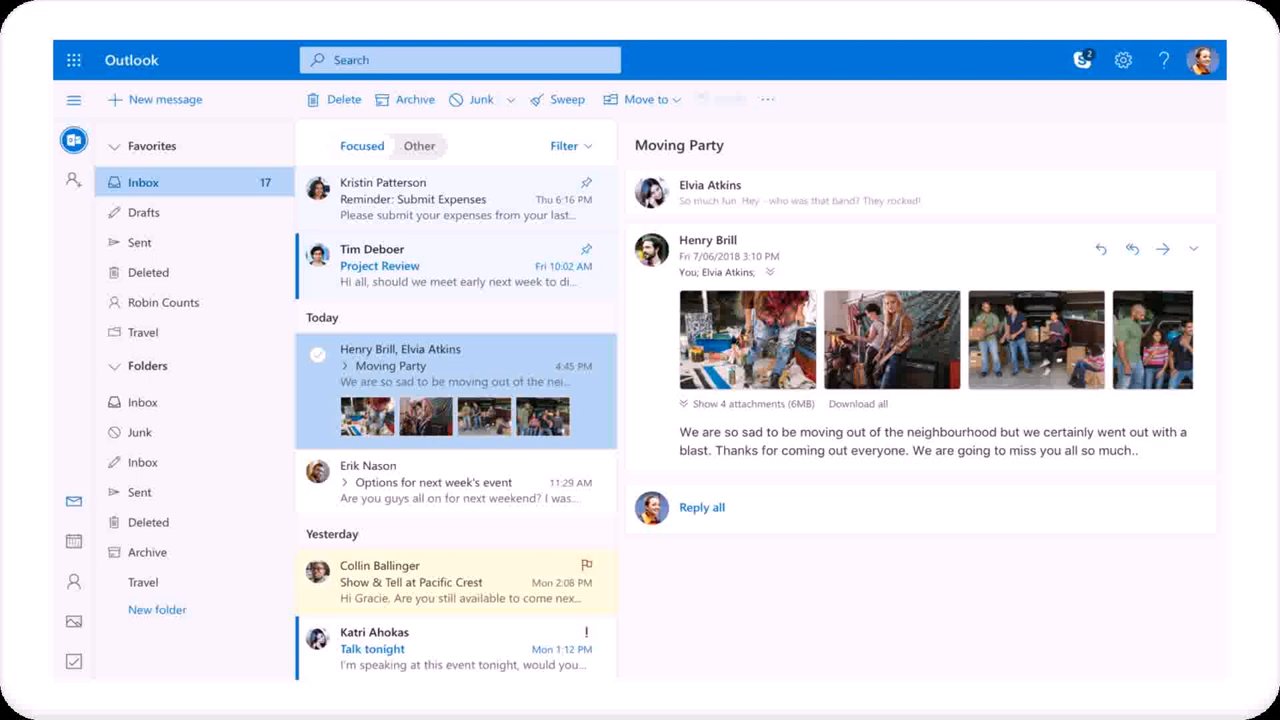 Outlook
Search
2
New message
Delete
Archive
Junk
Sweep
Move to
Favorites
Inbox 17
Drafts
Sent
Deleted
Robin Counts
Travel
Folders
Inbox
Junk
Inbox
Sent
Deleted
Archive
Travel
New folder
Focused
Other
Filter
Kristin Patterson
Reminder: Submit Expenses Thu 6:16 PM
Please submit your expenses from your last...
Tim Deboer
Project Review Fri 10:02 AM
Hi all, should we meet early next week to di...
Today
Henry Brill, Elvia Atkins
Moving Party 4:45 PM
We are so sad to be moving out of the nei...
Erik Nason
Options for next week's event 11:29 AM
Are you guys all on for next weekend? I was...
Yesterday
Collin Ballinger
Show & Tell at Pacific Crest Mon 2:08 PM
Hi Gracie, Are you still available to come nex...
Katri Ahokas
Talk tonight Mon 1:12 PM
I'm speaking at this event tonight, would you...
Moving Party
Elvia Atkins
So much fun. Hey - who was that band? They rocked!
Henry Brill
Fri 7/06/2018 3:10 PM
You; Elvia Atkins;
Show 4 attachments (6MB) Download all
We are so sad to be moving out of the neighbourhood but we certainly went out with a
blast. Thanks for coming out everyone. We are going to miss you all so much..
Reply all